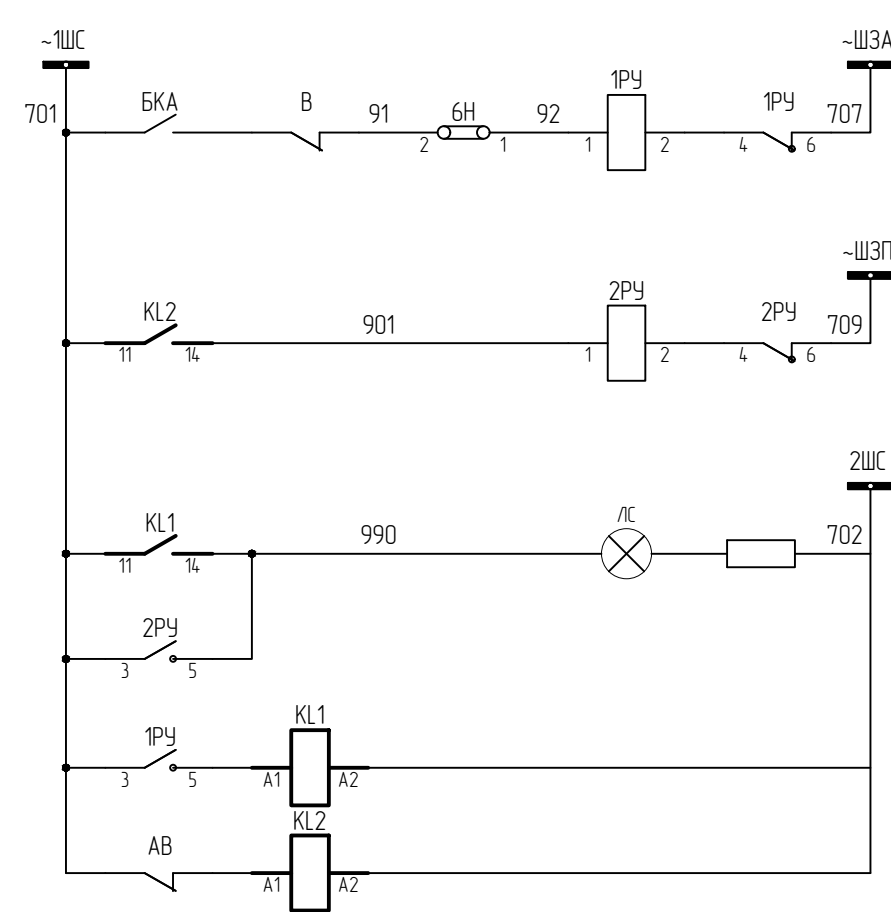 ~1ШС ~ШЗА
701 БКА В 91 6Н 92 1РУ 1РУ 707
2 1 1 2 4 6
~ШЗП
KL2 901 2РУ 2РУ 709
11 14 1 2 4 6
2ШС
KL1 990 ЛС 702
11 14
2РУ
3 5
1РУ KL1
3 5 A1 A2
АВ KL2
A1 A2